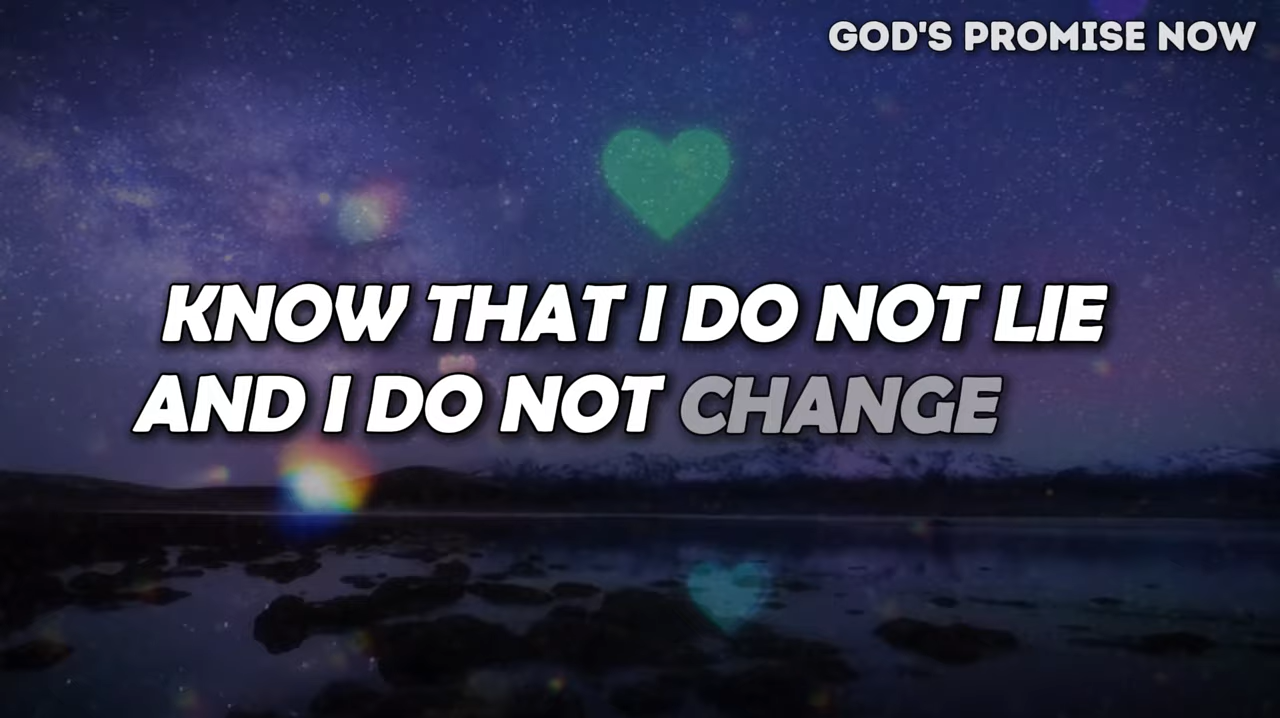 GOD'S PROMISE NOW
KNOW THAT I DO NOT LIE
AND I DO NOT CHANGE